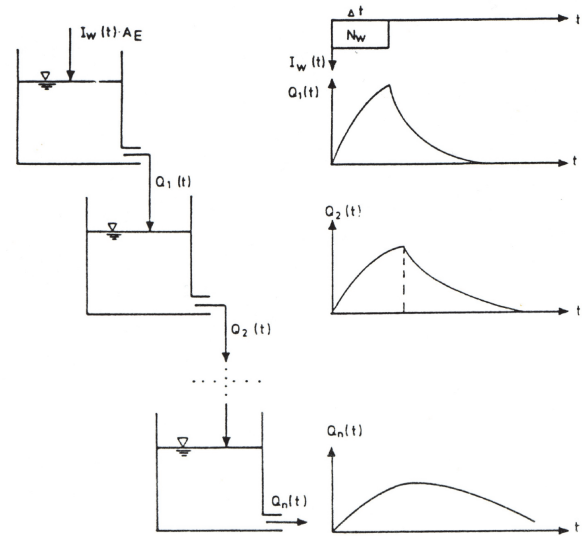 I_W(t)·A_E
Q_1(t)
Q_2(t)
Q_n(t)
Δt
t
N_W
I_W(t)
Q_1(t)
t
Q_2(t)
t
Q_n(t)
t